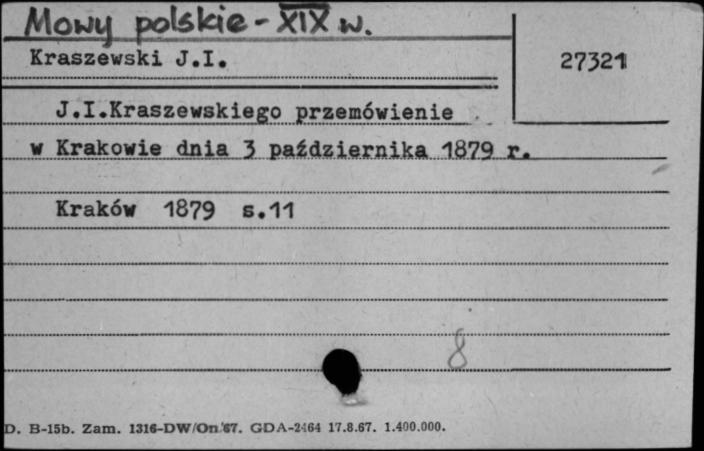 Mowy polskie - XIX w.
Kraszewski J.I.
27321
J.I.Kraszewskiego przemówienie
w Krakowie dnia 3 października 1879 r.
Kraków 1879 s.11
8
D. B-15b. Zam. 1316-DW/On/67. GDA-2464 17.8.67. 1.400.000.